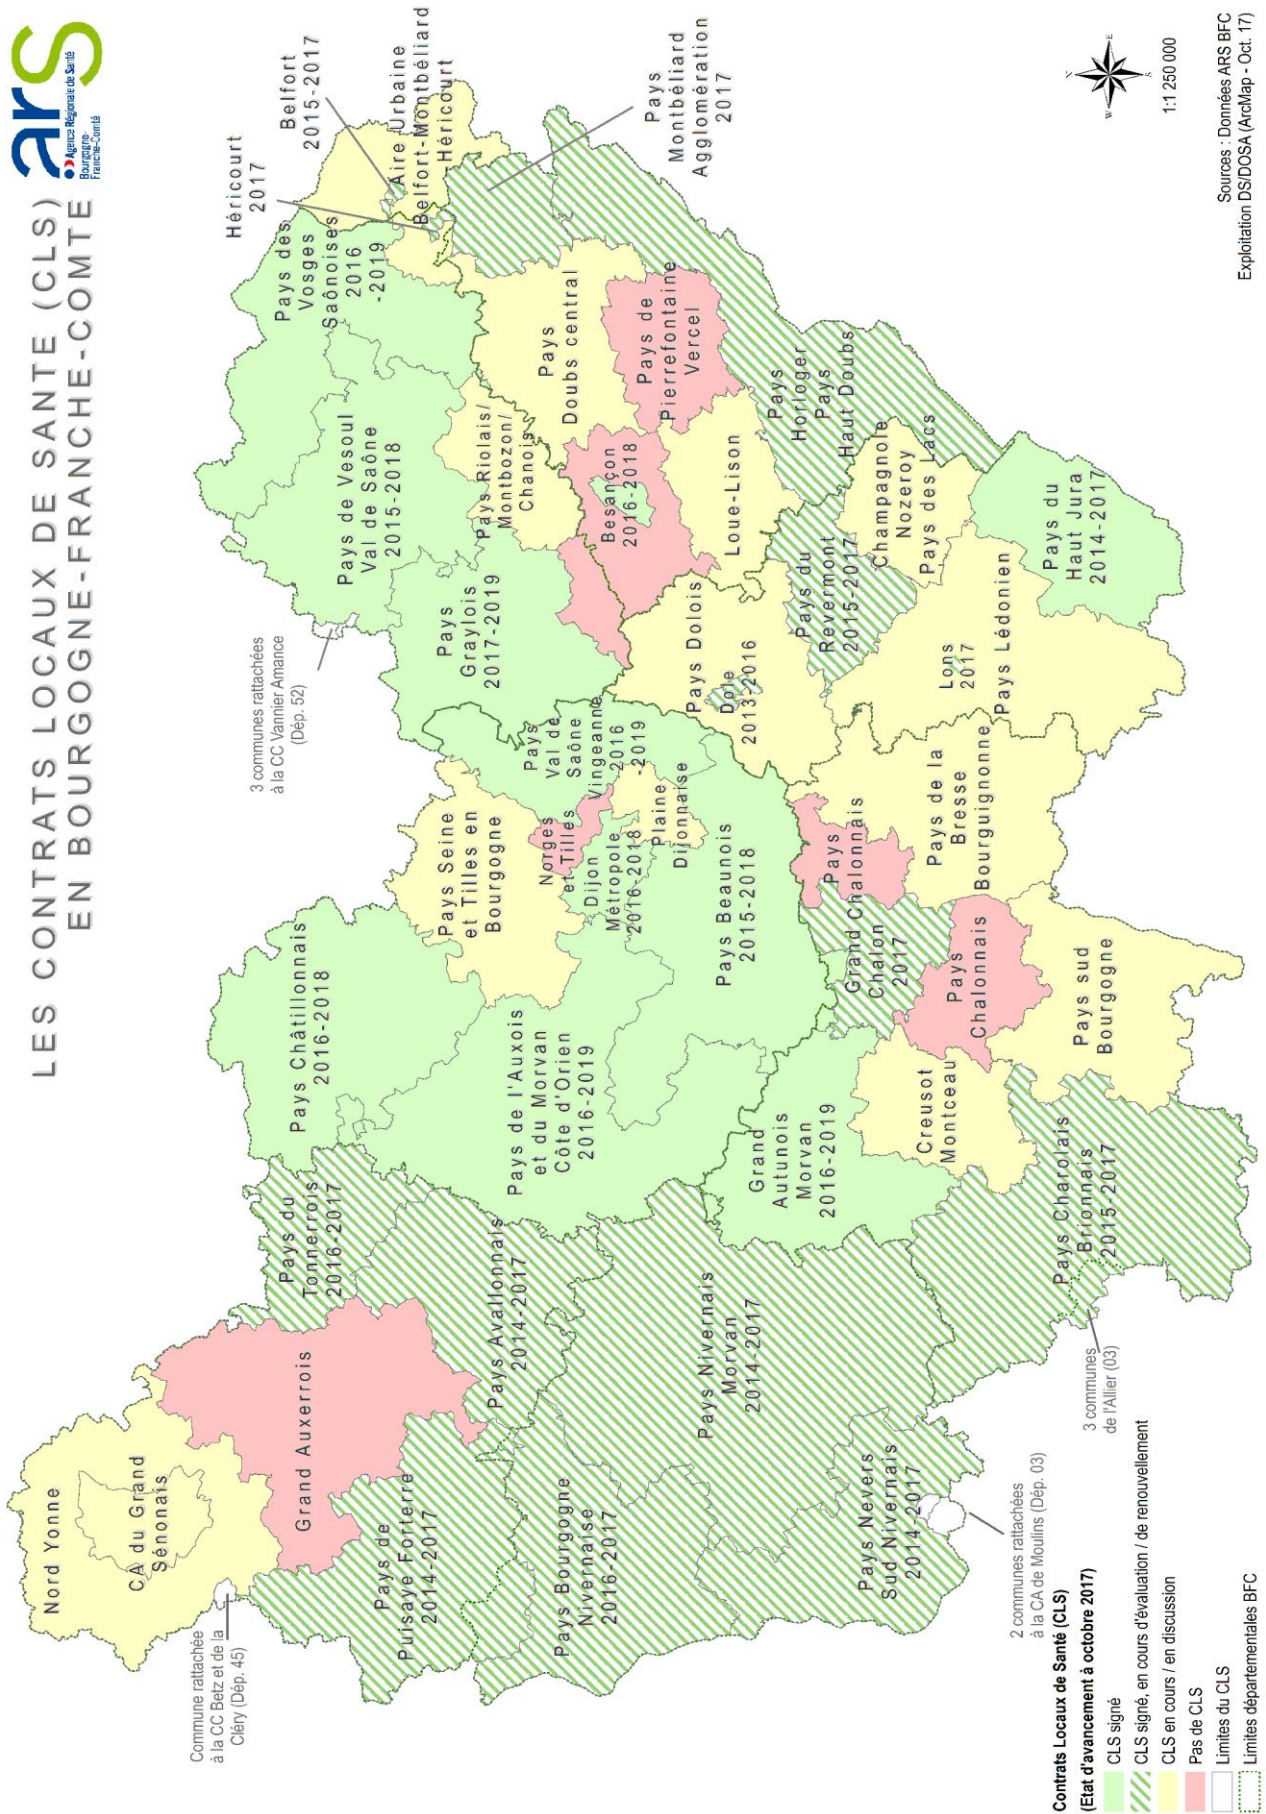 LES CONTRATS LOCAUX DE SANTE (CLS)
EN BOURGOGNE-FRANCHE-COMTE
ars
Agence Régionale de Santé
Bourgogne-
Franche-Comté
Nord Yonne
CA du Grand
Sénonais
Commune rattachée
à la CC Betz et de la
Cléry (Dép. 45)
Grand Auxerrois
Pays de
Puisaye Forterre
2014-2017
Pays du
Tonnerrois
2016-2017
Pays Avallonnais
2014-2017
Pays Bourgogne
Nivernaise
2016-2017
Pays Nivernais
Morvan
2014-2017
Pays Nevers
Sud Nivernais
2014-2017
2 communes rattachées
à la CA de Moulins (Dép. 03)
3 communes
de l'Allier (03)
Pays Châtillonnais
2016-2018
Pays de l'Auxois
et du Morvan
Côte d'Orien
2016-2019
Pays Seine
et Tilles en
Bourgogne
Norges
et Tilles
Dijon
Métropole
2016-2018
Plaine
Dijonnaise
Pays
Val de
Saône
Vingeanne
2016
-2019
Pays Beaunois
2015-2018
Grand
Autunois
Morvan
2016-2019
Creusot
Montceau
Pays Charolais
Brionnais
2015-2017
Pays
Chalonnais
Grand Chalonnais
Chalon
2017
Pays
Chalonnais
Pays sud
Bourgogne
Pays de la
Bresse
Bourguignonne
3 communes rattachées
à la CC Vannier Amance
(Dép. 52)
Pays
Graylois
2017-2019
Pays de Vesoul
Val de Saône
2015-2018
Pays des
Vosges
Saônoises
2016
-2019
Héricourt
2017
Belfort
2015-2017
Aire Urbaine
Belfort-Montbéliard
Héricourt
Pays
Montbéliard
Agglomération
2017
Pays Riolais/
Montbozon/
Chanois
Pays
Doubs central
Pays de
Pierrefontaine
Vercel
Besançon
2016-2018
Loue-Lison
Pays
Horloger
Pays
Haut Doubs
Pays Dolois
Dole
2013-2016
Pays du
Revermont
2015-2017
Champagnole
Nozeroy
Pays des Lacs
Lons
2017
Pays Lédonien
Pays du
Haut Jura
2014-2017
Contrats Locaux de Santé (CLS)
(Etat d'avancement à octobre 2017)
CLS signé
CLS signé, en cours d'évaluation / de renouvellement
CLS en cours / en discussion
Pas de CLS
Limites du CLS
Limites départementales BFC
N
W
E
S
1:1 250 000
Sources : Données ARS BFC
Exploitation DS/DOSA (ArcMap - Oct. 17)